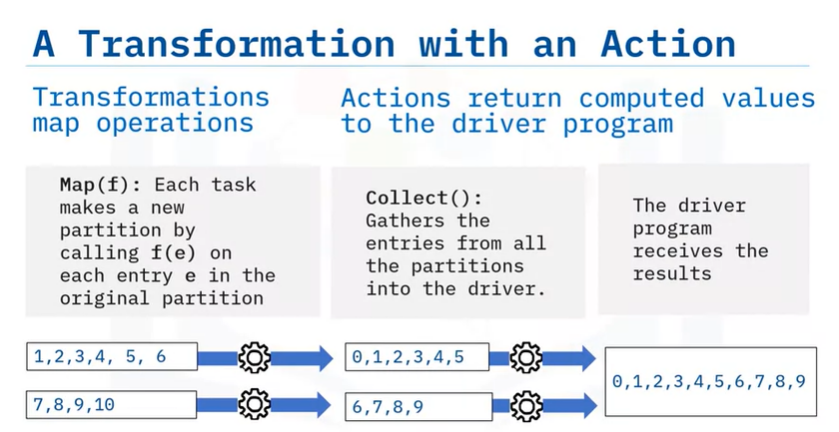 A Transformation with an Action
Transformations
map operations
Actions return computed values
to the driver program
Map(f): Each task
makes a new
partition by
calling f(e) on
each entry e in the
original partition
Collect():
Gathers the
entries from all
the partitions
into the driver.
The driver
program
receives the
results
1,2,3,4, 5, 6
0,1,2,3,4,5
0,1,2,3,4,5,6,7,8,9
7,8,9,10
6,7,8,9